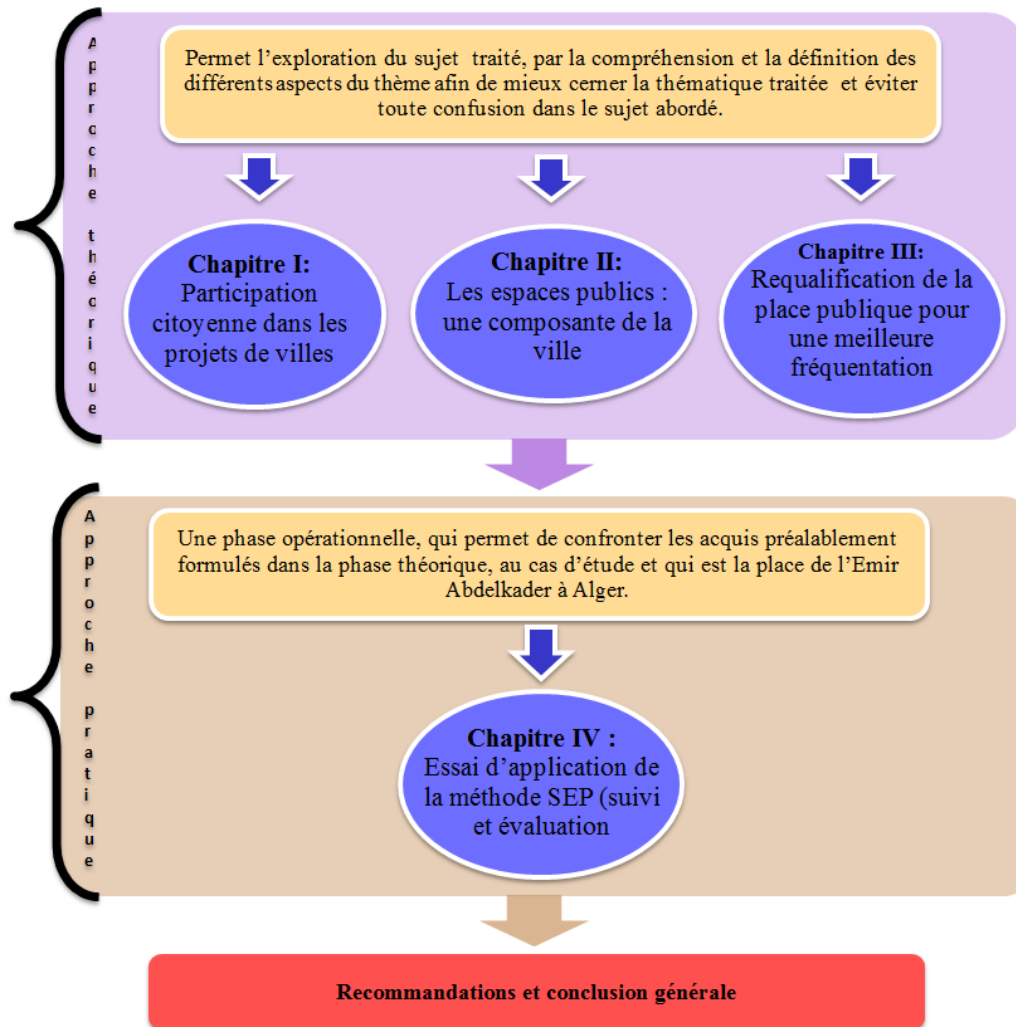 Approche théorique
Permet l’exploration du sujet traité, par la compréhension et la définition des
différents aspects du thème afin de mieux cerner la thématique traitée et éviter
toute confusion dans le sujet abordé.
Chapitre I:
Participation
citoyenne dans les
projets de villes
Chapitre II:
Les espaces publics :
une composante de la
ville
Chapitre III:
Requalification de la
place publique pour
une meilleure
fréquentation
Approche pratique
Une phase opérationnelle, qui permet de confronter les acquis préalablement
formulés dans la phase théorique, au cas d’étude et qui est la place de l’Emir
Abdelkader à Alger.
Chapitre IV :
Essai d’application de
la méthode SEP (suivi
et évaluation
Recommandations et conclusion générale